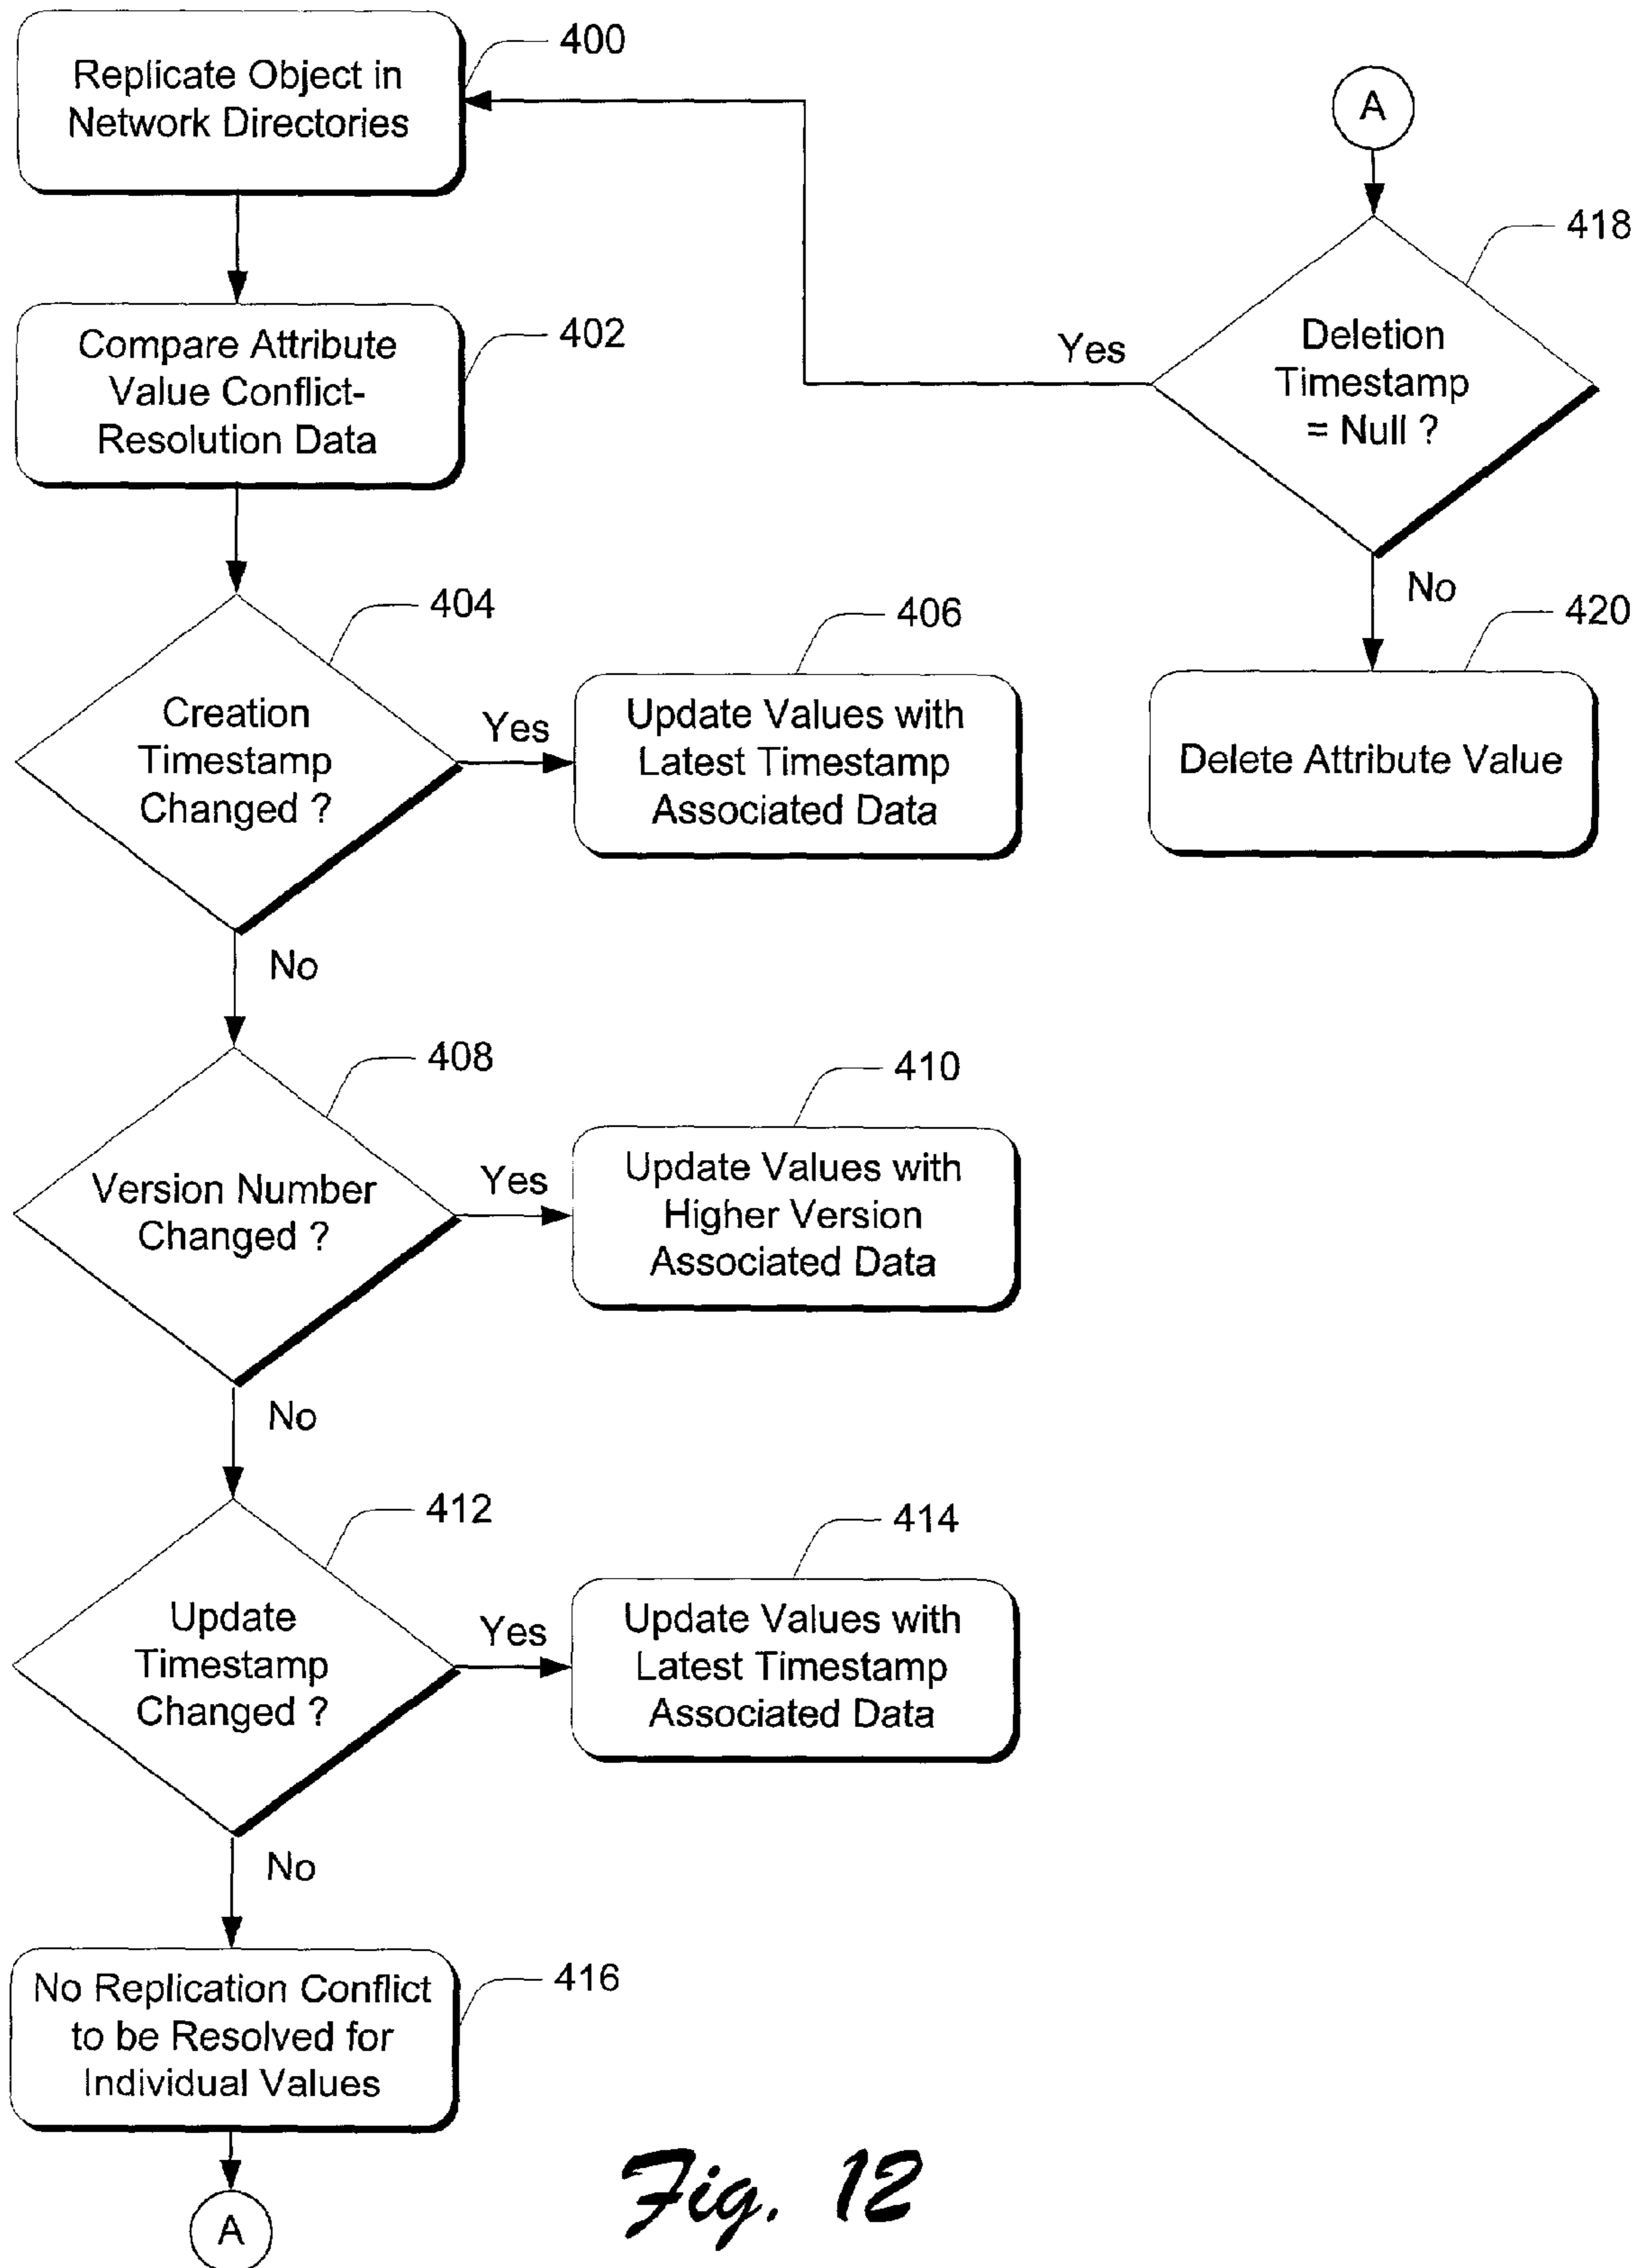 400
Replicate Object in
Network Directories
402
Compare Attribute
Value Conflict-
Resolution Data
404
Creation
Timestamp
Changed ?
Yes
406
Update Values with
Latest Timestamp
Associated Data
No
408
Version Number
Changed ?
Yes
410
Update Values with
Higher Version
Associated Data
No
412
Update
Timestamp
Changed ?
Yes
414
Update Values with
Latest Timestamp
Associated Data
No
416
No Replication Conflict
to be Resolved for
Individual Values
A
A
418
Deletion
Timestamp
= Null ?
Yes
No
420
Delete Attribute Value
Fig. 12